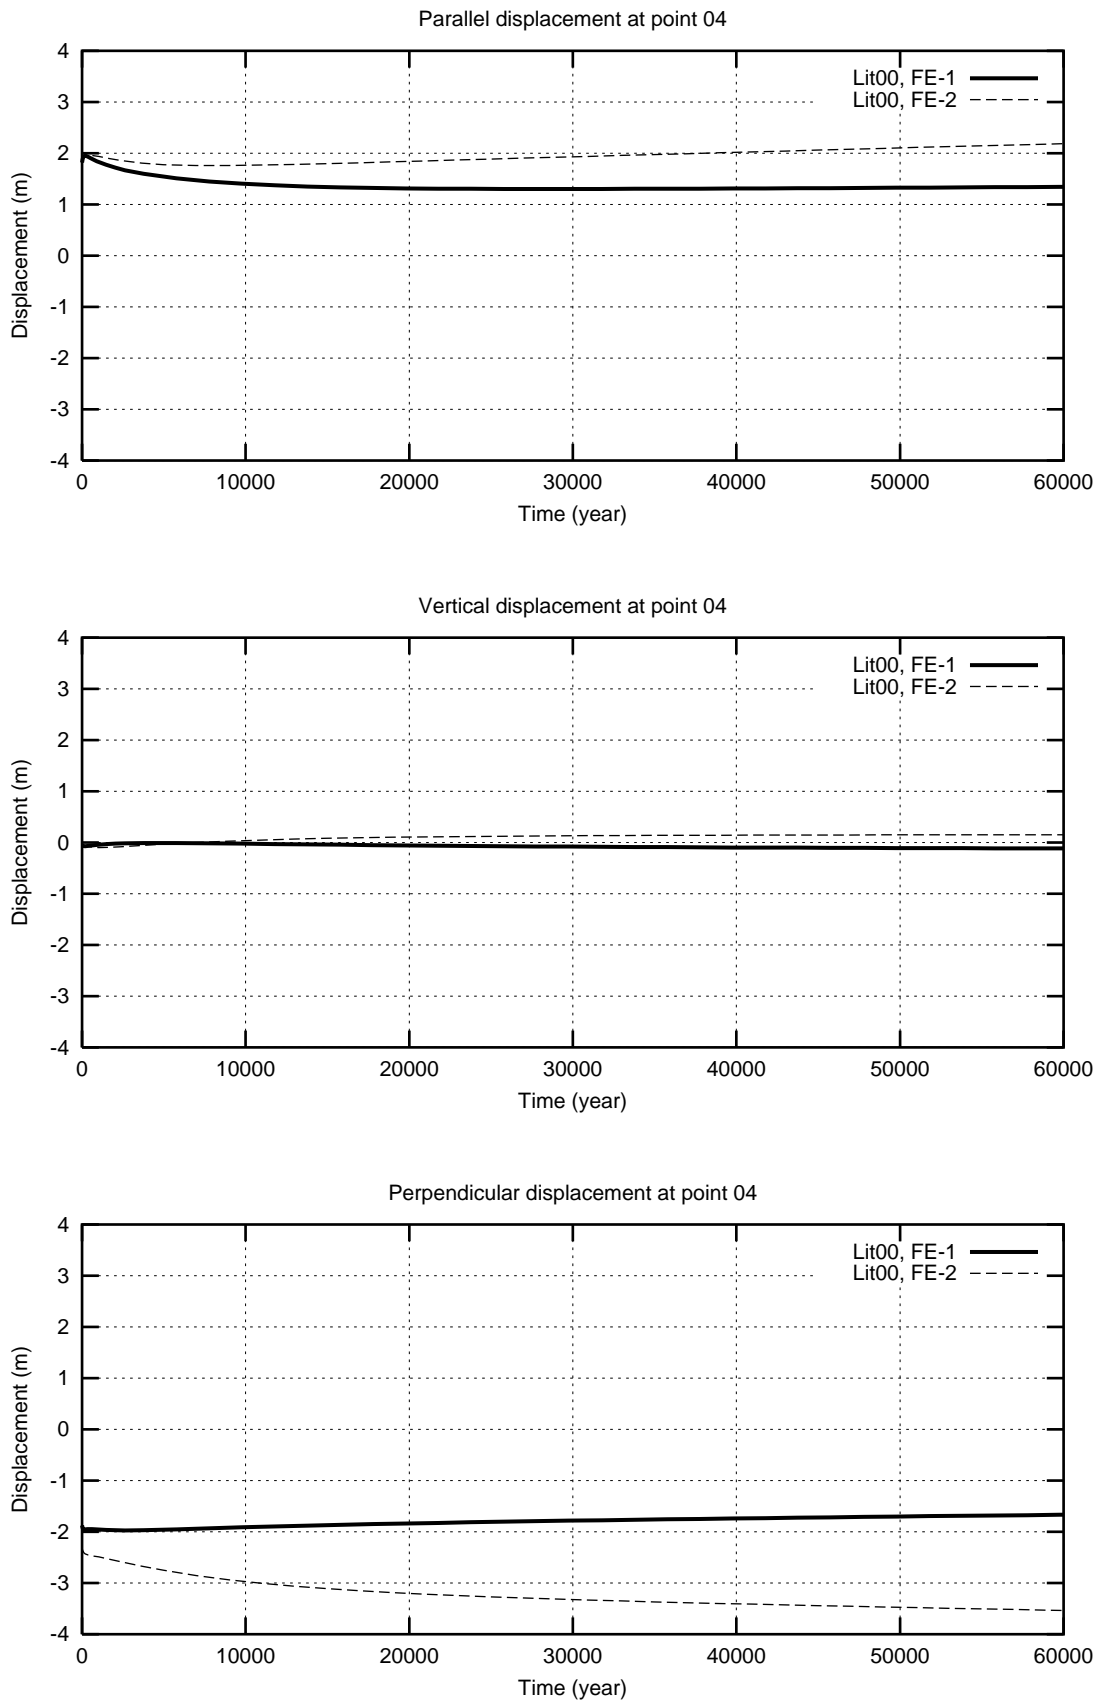 Parallel displacement at point 04
4
3
2
1
0
-1
-2
-3
-4
Displacement (m)
Lit00, FE-1
Lit00, FE-2
0 10000 20000 30000 40000 50000 60000
Time (year)
Vertical displacement at point 04
4
3
2
1
0
-1
-2
-3
-4
Displacement (m)
Lit00, FE-1
Lit00, FE-2
0 10000 20000 30000 40000 50000 60000
Time (year)
Perpendicular displacement at point 04
4
3
2
1
0
-1
-2
-3
-4
Displacement (m)
Lit00, FE-1
Lit00, FE-2
0 10000 20000 30000 40000 50000 60000
Time (year)